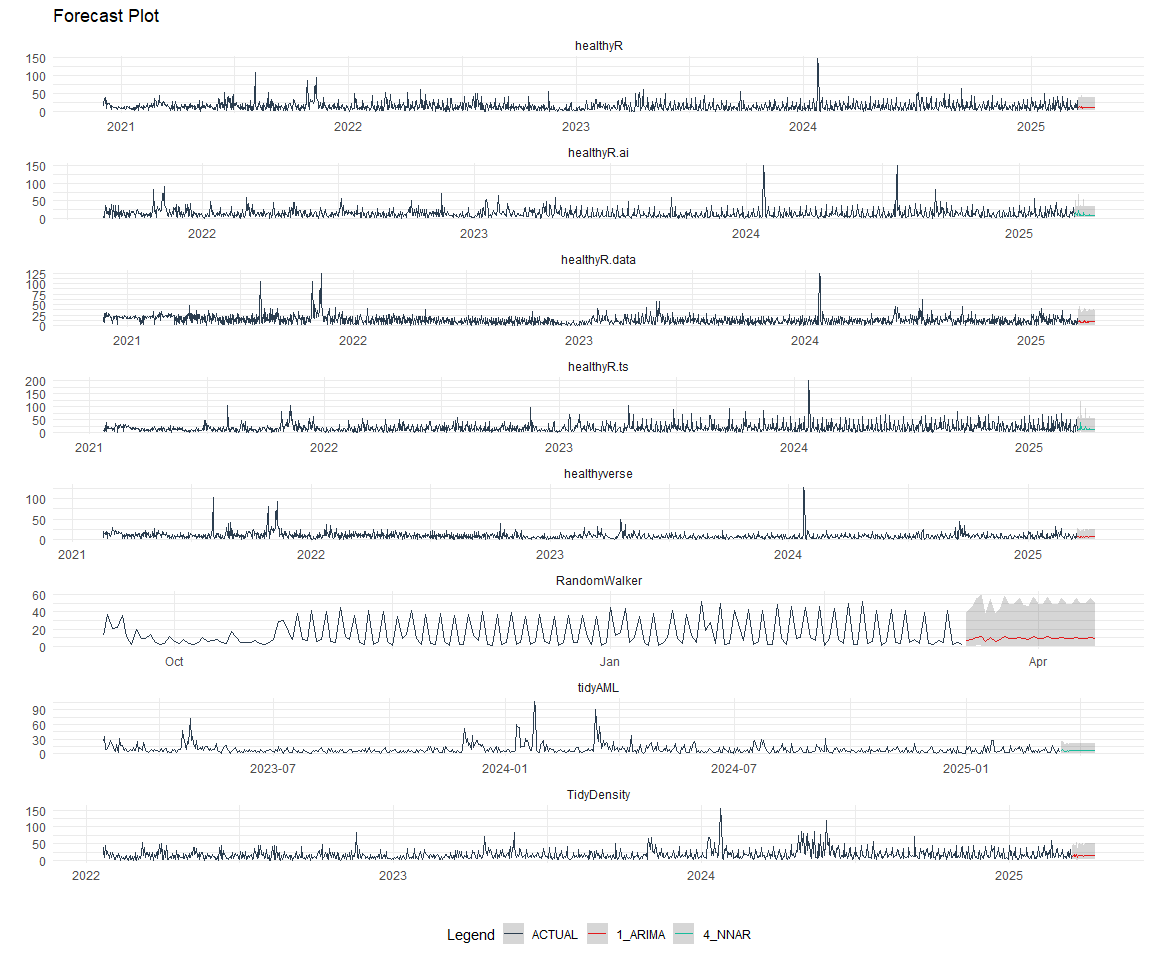 Forecast Plot
healthyR
150
100
50
0
2021 2022 2023 2024 2025
healthyR.ai
150
100
50
0
2022 2023 2024 2025
healthyR.data
125
100
75
50
25
0
2021 2022 2023 2024 2025
healthyR.ts
200
150
100
50
0
2021 2022 2023 2024 2025
healthyverse
100
50
0
2021 2022 2023 2024 2025
RandomWalker
60
40
20
0
Oct Jan Apr
tidyAML
90
60
30
0
2023-07 2024-01 2024-07 2025-01
TidyDensity
150
100
50
0
2022 2023 2024 2025
Legend ACTUAL 1_ARIMA 4_NNAR